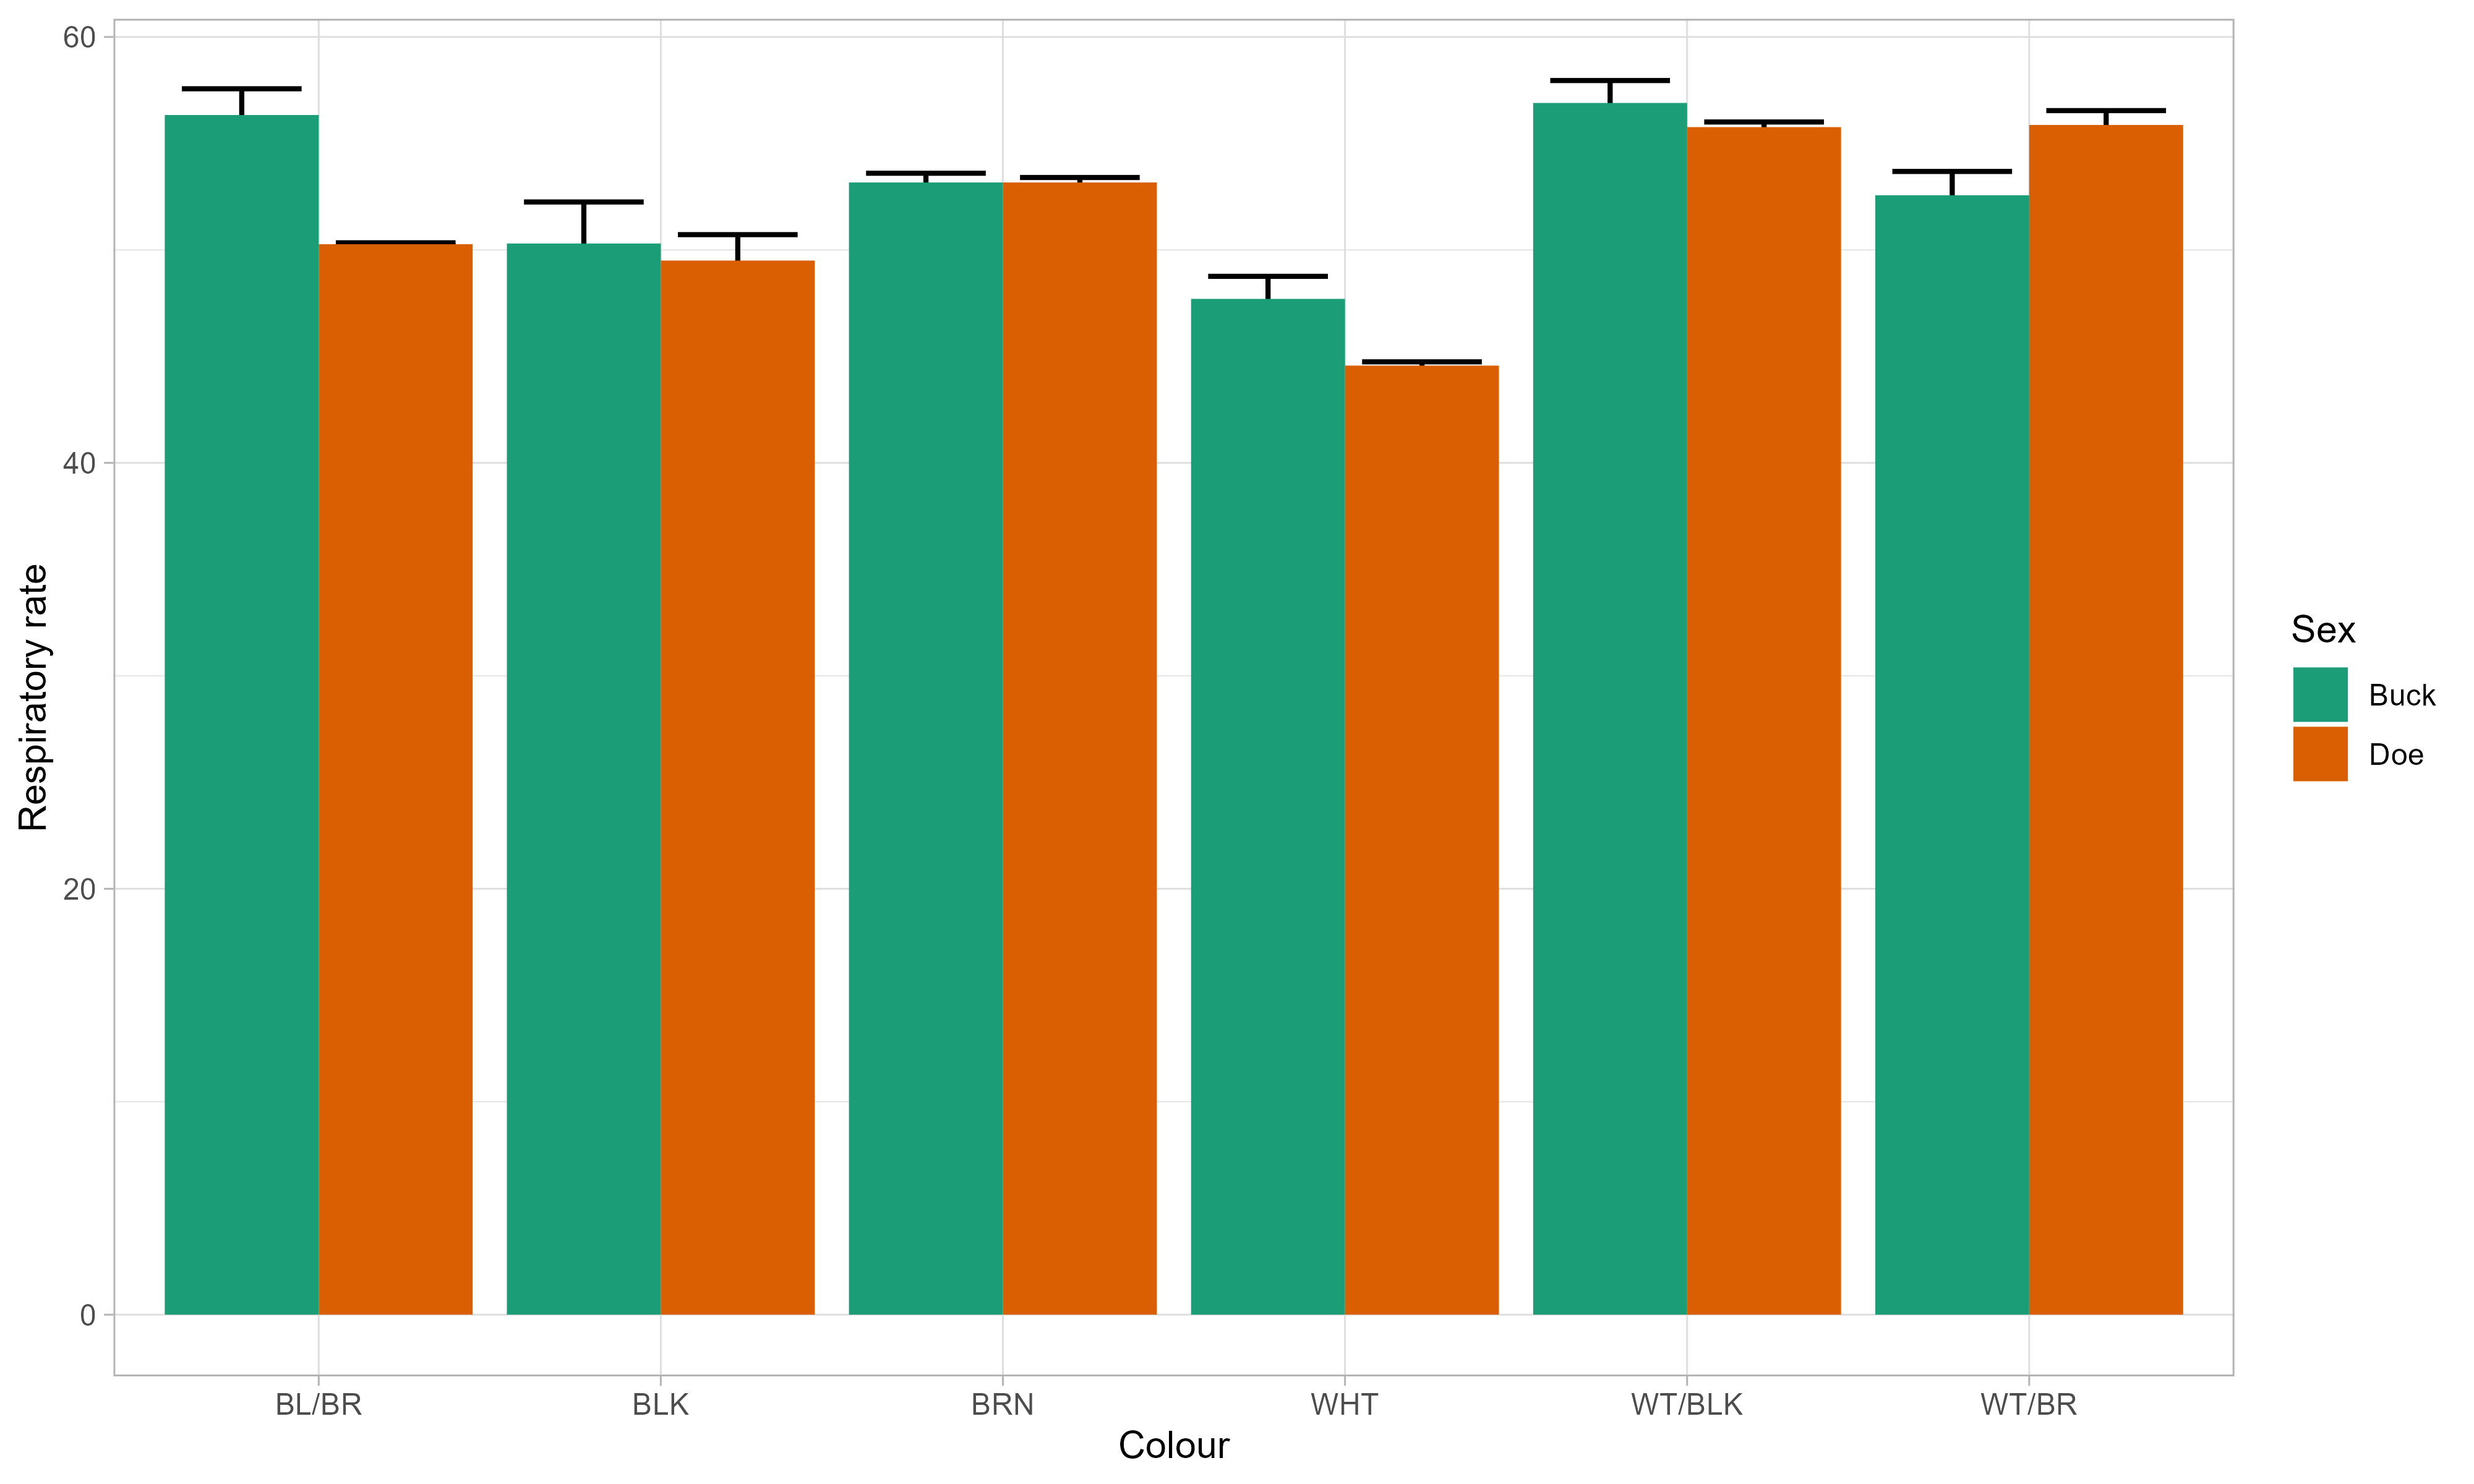 60
40
20
0
Respiratory rate
BL/BR BLK BRN WHT WT/BLK WT/BR
Colour
Sex
Buck
Doe